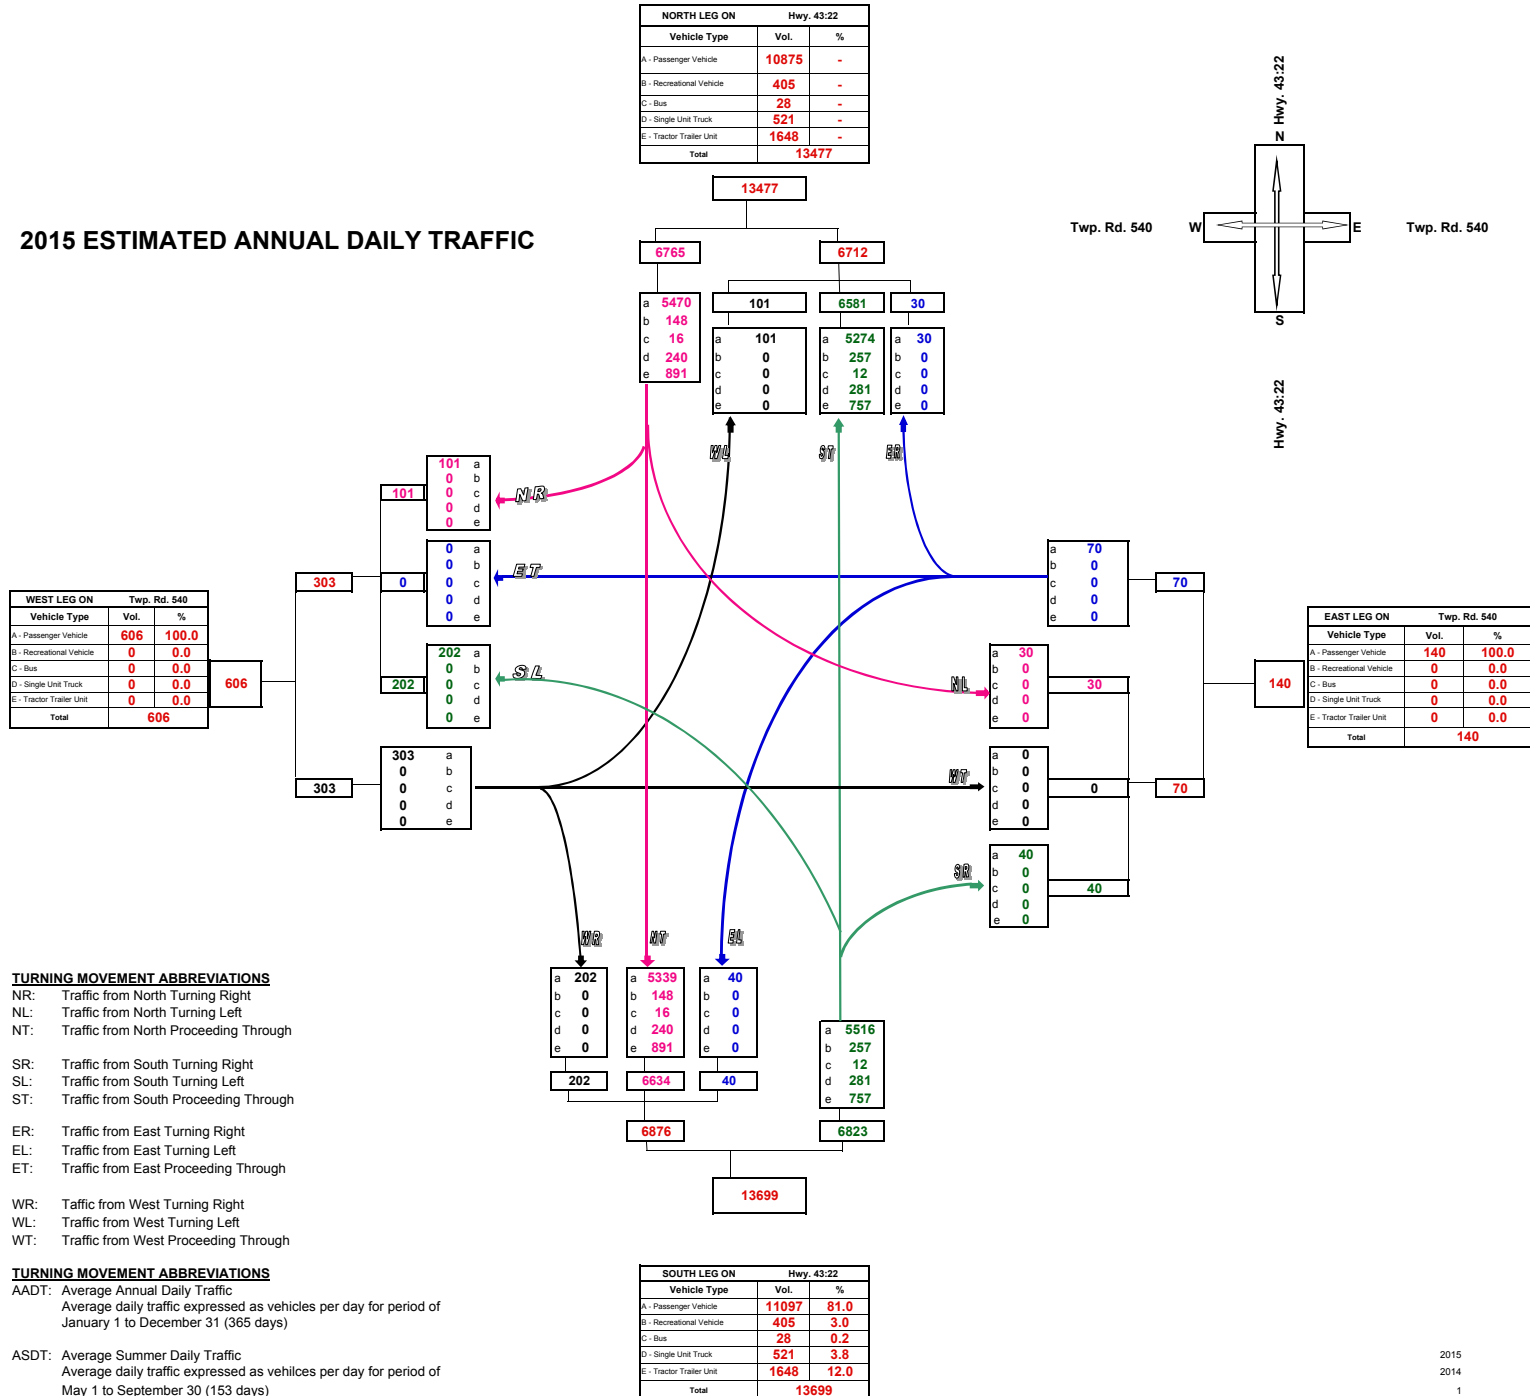 NORTH LEG ON Hwy. 43:22
Vehicle Type Vol. %
A - Passenger Vehicle 10875 -
B - Recreational Vehicle 405 -
C - Bus 28 -
D - Single Unit Truck 521 -
E - Tractor Trailer Unit 1648 -
Total 13477
13477
Hwy. 43:22
N
Twp. Rd. 540 W E Twp. Rd. 540
S
Hwy. 43:22
2015 ESTIMATED ANNUAL DAILY TRAFFIC
6765 6712
101 6581 30
a 5470
b 148
c 16
d 240
e 891
a 101
b 0
c 0
d 0
e 0
a 5274
b 257
c 12
d 281
e 757
a 30
b 0
c 0
d 0
e 0
WL ST ER
101 a
0 b
0 c
0 d
0 e
101
NR
0 a
0 b
0 c
0 d
0 e
303 0
ET
202 a
0 b
0 c
0 d
0 e
202
SL
303 a
0 b
0 c
0 d
0 e
303
WEST LEG ON Twp. Rd. 540
Vehicle Type Vol. %
A - Passenger Vehicle 606 100.0
B - Recreational Vehicle 0 0.0
C - Bus 0 0.0
D - Single Unit Truck 0 0.0
E - Tractor Trailer Unit 0 0.0
Total 606
606
a 70
b 0
c 0
d 0
e 0
70
NL
a 30
b 0
c 0
d 0
e 0
30
WT
a 0
b 0
c 0
d 0
e 0
0 70
SR
a 40
b 0
c 0
d 0
e 0
40
140
EAST LEG ON Twp. Rd. 540
Vehicle Type Vol. %
A - Passenger Vehicle 140 100.0
B - Recreational Vehicle 0 0.0
C - Bus 0 0.0
D - Single Unit Truck 0 0.0
E - Tractor Trailer Unit 0 0.0
Total 140
WR NT EL
a 202
b 0
c 0
d 0
e 0
202
a 5339
b 148
c 16
d 240
e 891
6634
a 40
b 0
c 0
d 0
e 0
40
a 5516
b 257
c 12
d 281
e 757
6876 6823
13699
TURNING MOVEMENT ABBREVIATIONS
NR: Traffic from North Turning Right
NL: Traffic from North Turning Left
NT: Traffic from North Proceeding Through
SR: Traffic from South Turning Right
SL: Traffic from South Turning Left
ST: Traffic from South Proceeding Through
ER: Traffic from East Turning Right
EL: Traffic from East Turning Left
ET: Traffic from East Proceeding Through
WR: Taffic from West Turning Right
WL: Traffic from West Turning Left
WT: Traffic from West Proceeding Through
TURNING MOVEMENT ABBREVIATIONS
AADT: Average Annual Daily Traffic
Average daily traffic expressed as vehicles per day for period of
January 1 to December 31 (365 days)
ASDT: Average Summer Daily Traffic
Average daily traffic expressed as vehilces per day for period of
May 1 to September 30 (153 days)
SOUTH LEG ON Hwy. 43:22
Vehicle Type Vol. %
A - Passenger Vehicle 11097 81.0
B - Recreational Vehicle 405 3.0
C - Bus 28 0.2
D - Single Unit Truck 521 3.8
E - Tractor Trailer Unit 1648 12.0
Total 13699
2015
2014
1